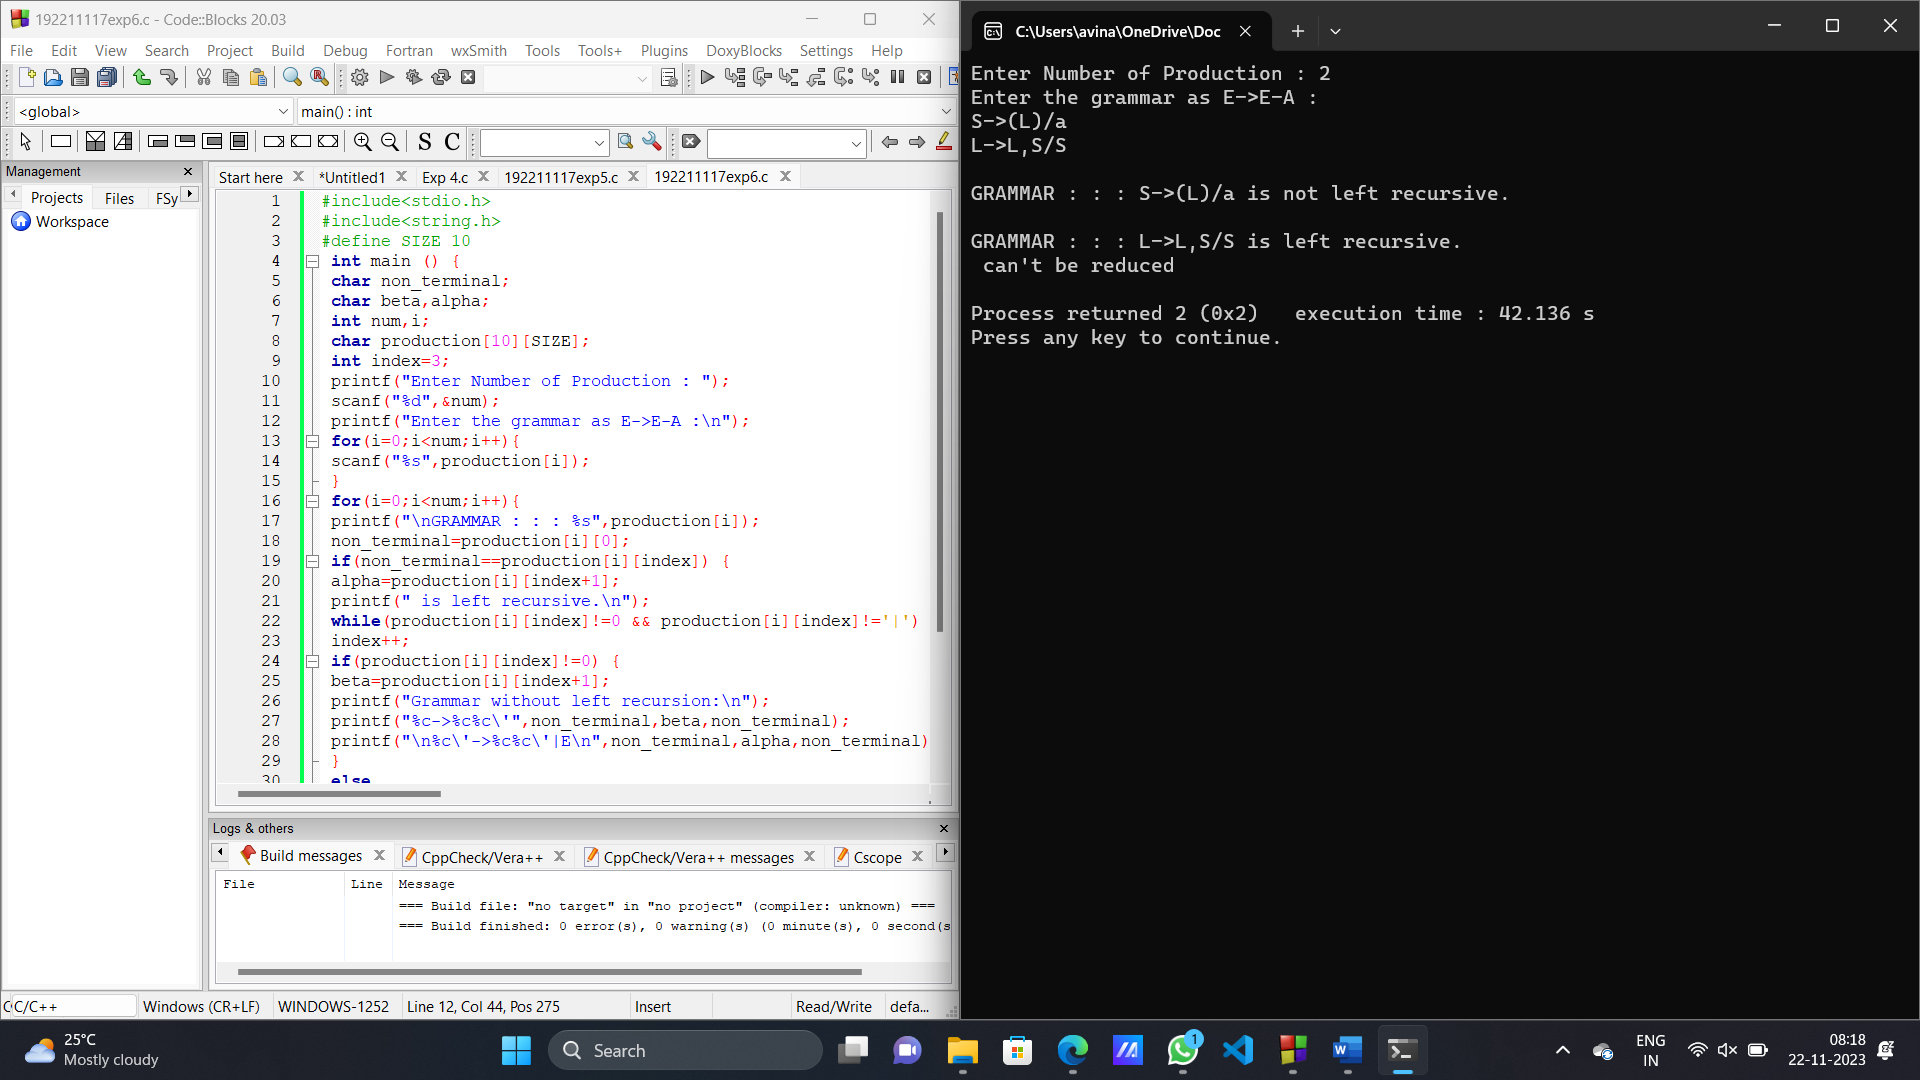 192211117exp6.c - Code::Blocks 20.03
File Edit View Search Project Build Debug Fortran wxSmith Tools Tools+ Plugins DoxyBlocks Settings Help
<global>
main() : int
S C
Management
Projects Files FSy
Workspace
Start here *Untitled1 Exp 4.c 192211117exp5.c 192211117exp6.c
1 #include<stdio.h>
2 #include<string.h>
3 #define SIZE 10
4 int main () {
5 char non_terminal;
6 char beta,alpha;
7 int num,i;
8 char production[10][SIZE];
9 int index=3;
10 printf("Enter Number of Production : ");
11 scanf("%d",&num);
12 printf("Enter the grammar as E->E-A :\n");
13 for(i=0;i<num;i++){
14 scanf("%s",production[i]);
15 }
16 for(i=0;i<num;i++){
17 printf("\nGRAMMAR : : : %s",production[i]);
18 non_terminal=production[i][0];
19 if(non_terminal==production[i][index]) {
20 alpha=production[i][index+1];
21 printf(" is left recursive.\n");
22 while(production[i][index]!=0 && production[i][index]!='|')
23 index++;
24 if(production[i][index]!=0) {
25 beta=production[i][index+1];
26 printf("Grammar without left recursion:\n");
27 printf("%c->%c%c\'",non_terminal,beta,non_terminal);
28 printf("\n%c\'->%c%c\'|E\n",non_terminal,alpha,non_terminal)
29 }
30 else
Logs & others
Build messages CppCheck/Vera++ CppCheck/Vera++ messages Cscope
File Line Message
=== Build file: "no target" in "no project" (compiler: unknown) ===
=== Build finished: 0 error(s), 0 warning(s) (0 minute(s), 0 second(s
C/C++ Windows (CR+LF) WINDOWS-1252 Line 12, Col 44, Pos 275 Insert Read/Write defa...
C:\Users\avina\OneDrive\Doc
Enter Number of Production : 2
Enter the grammar as E->E-A :
S->(L)/a
L->L,S/S
GRAMMAR : : : S->(L)/a is not left recursive.
GRAMMAR : : : L->L,S/S is left recursive.
can't be reduced
Process returned 2 (0x2) execution time : 42.136 s
Press any key to continue.
25°C
Mostly cloudy
Search
1
ENG
IN
08:18
22-11-2023